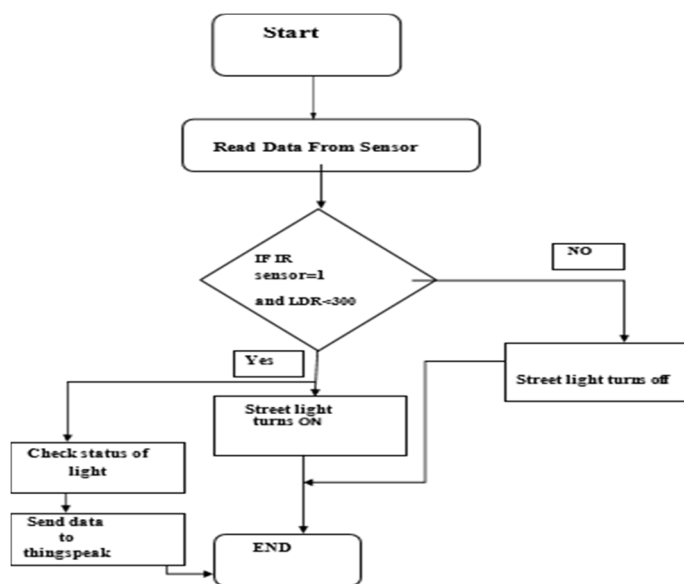 Start
Read Data From Sensor
IF IR
sensor=1
and LDR<300
NO
Yes
Street light turns off
Street light
turns ON
Check status of
light
Send data
to
thingspeak
END